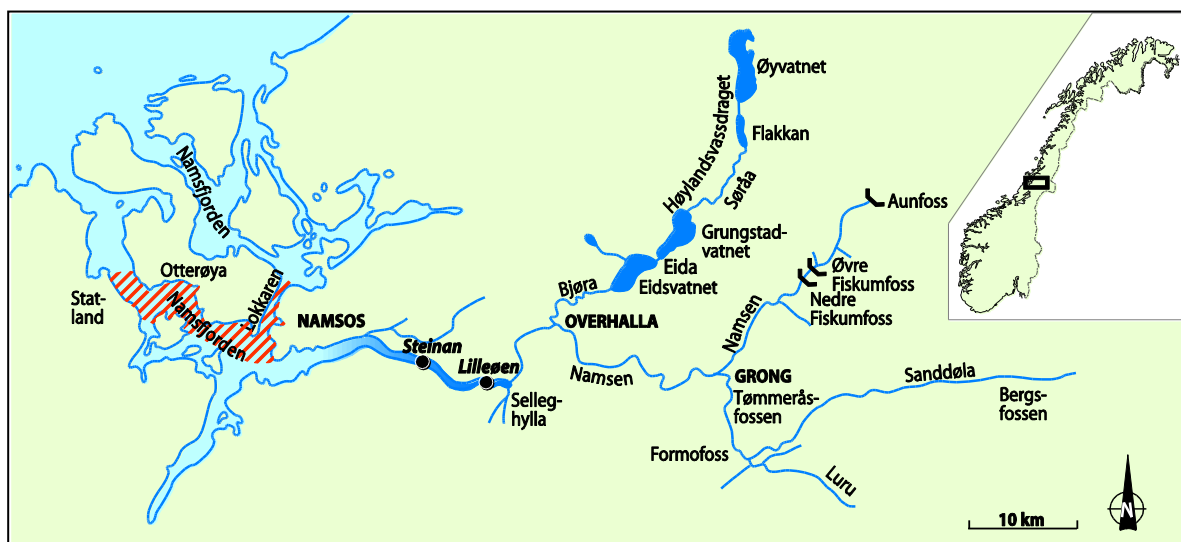 Øyvatnet
Høylandsvassdraget
Flakkan
Namsfjorden
Søråa
Aunfoss
Grungstad-
vatnet
Otterøya
Eida
Øvre
Fiskumfoss
Lokkaren
Bjøra
Eidsvatnet
Stat-
land
Nedre
Fiskumfoss
Namsfjorden
NAMSOS
OVERHALLA
Namsen
Steinan
Lilleøen
Namsen
GRONG
Sanddøla
Selleg-
hylla
Tømmerås-
fossen
Bergs-
fossen
Formofoss
Luru
N
10 km